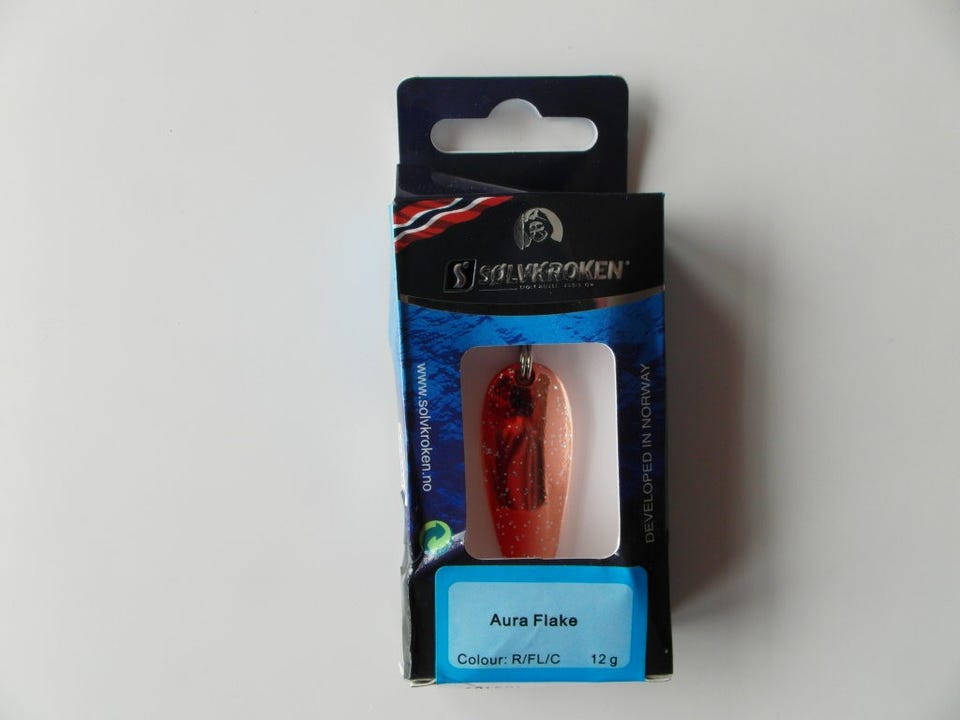 SØLVKROKEN
www.solvkroken.no
DEVELOPED IN NORWAY
Aura Flake
Colour: R/FL/C 12 g